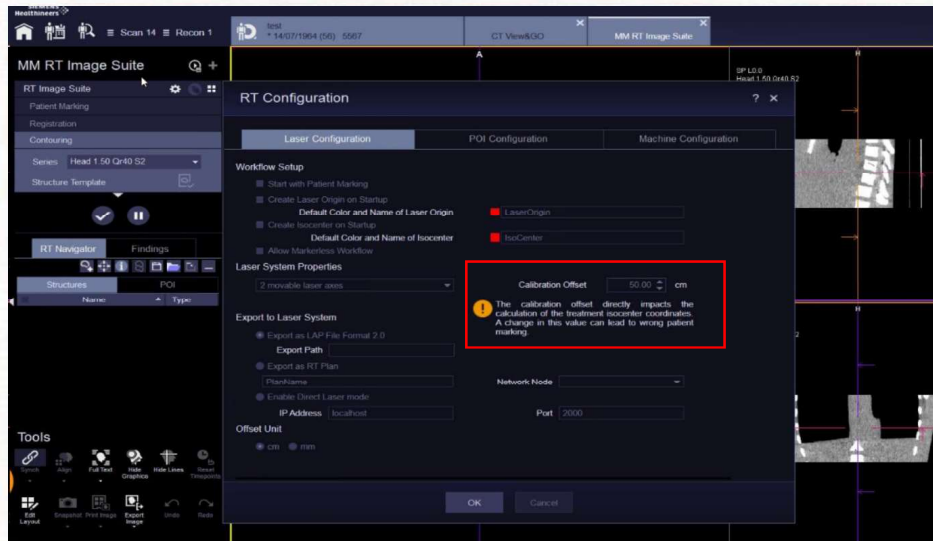 SIEMENS
Healthineers
Scan 14 Recon 1
test
* 14/07/1964 (56) 5567
CT View&GO
MM RT Image Suite
MM RT Image Suite
RT Image Suite
Patient Marking
Registration
Contouring
Series Head 1.50 Qr40 S2
Structure Template
RT Navigator Findings
Structures POI
Name Type
Tools
Synch Align Full Text Hide Graphics Hide Lines Reset Timepoints
Edit Layout Snapshot Print Image Export Image Undo Redo
A
H
SP L0.0
Head 1.50 Qr40 S2
H
RT Configuration ? ×
Laser Configuration POI Configuration Machine Configuration
Workflow Setup
Start with Patient Marking
Create Laser Origin on Startup
Default Color and Name of Laser Origin LaserOrigin
Create Isocenter on Startup
Default Color and Name of Isocenter IsoCenter
Allow Markerless Workflow
Laser System Properties
2 movable laser axes
Calibration Offset 50.00 cm
The calibration offset directly impacts the
calculation of the treatment isocenter coordinates.
A change in this value can lead to wrong patient
marking.
Export to Laser System
Export as LAP File Format 2.0
Export Path
Export as RT Plan
PlanName Network Node
Enable Direct Laser mode
IP Address localhost Port 2000
Offset Unit
cm mm
OK Cancel